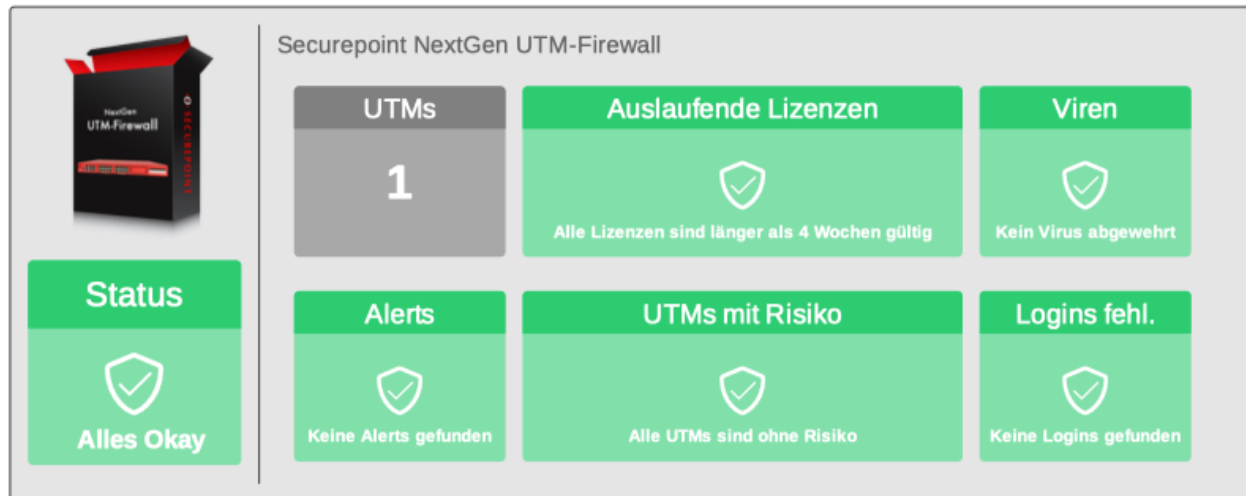 Securepoint NextGen UTM-Firewall
NextGen
UTM-Firewall
SECUREPOINT
Status
Alles Okay
UTMs
1
Auslaufende Lizenzen
Alle Lizenzen sind länger als 4 Wochen gültig
Viren
Kein Virus abgewehrt
Alerts
Keine Alerts gefunden
UTMs mit Risiko
Alle UTMs sind ohne Risiko
Logins fehl.
Keine Logins gefunden